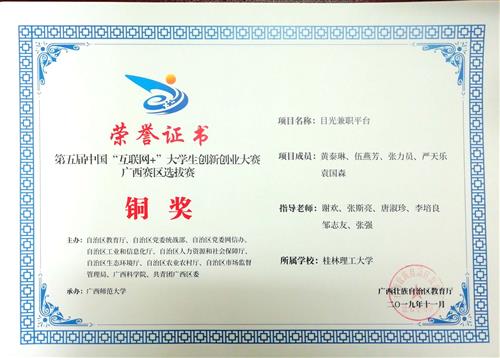 荣誉证书
第五届中国“互联网+”大学生创新创业大赛
广西赛区选拔赛
铜奖
主办：自治区教育厅、自治区党委统战部、自治区党委网信办、
自治区工业和信息化厅、自治区人力资源和社会保障厅、
自治区生态环境厅、自治区农业农村厅、自治区市场监督
管理局、广西科学院、共青团广西区委
承办：广西师范大学
项目名称：日光兼职平台
项目成员：黄泰琳、伍燕芳、张力员、严天乐
袁国森
指导老师：谢欢、张斯亮、唐淑珍、李培良
邹志友、张强
所属学校：桂林理工大学
广西壮族自治区教育厅
二〇一九年十一月